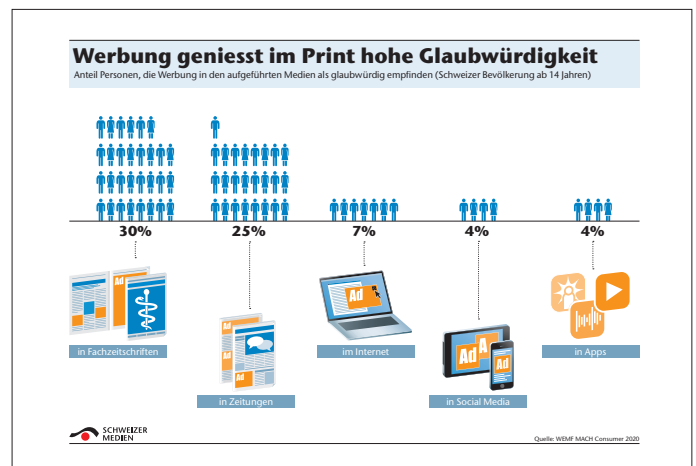 Werbung geniesst im Print hohe Glaubwürdigkeit
Anteil Personen, die Werbung in den aufgeführten Medien als glaubwürdig empfinden (Schweizer Bevölkerung ab 14 Jahren)
30% 25% 7% 4% 4%
Ad
Ad
Ad
Ad
Ad A
Ad
in Fachzeitschriften
im Internet
in Apps
in Zeitungen
in Social Media
SCHWEIZER
MEDIEN
Quelle: WEMF MACH Consumer 2020